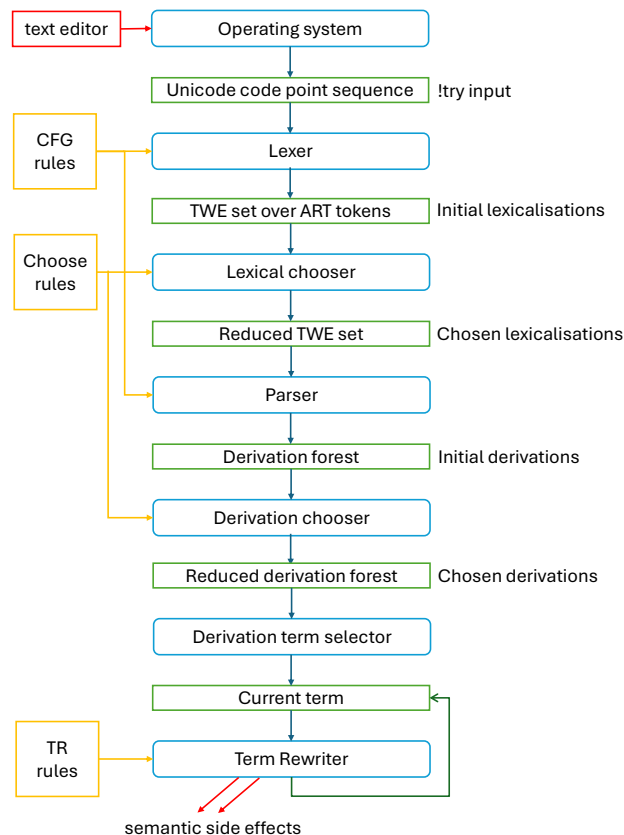 text editor
Operating system
Unicode code point sequence
!try input
CFG
rules
Lexer
TWE set over ART tokens
Initial lexicalisations
Choose
rules
Lexical chooser
Reduced TWE set
Chosen lexicalisations
Parser
Derivation forest
Initial derivations
Derivation chooser
Reduced derivation forest
Chosen derivations
Derivation term selector
Current term
TR
rules
Term Rewriter
semantic side effects